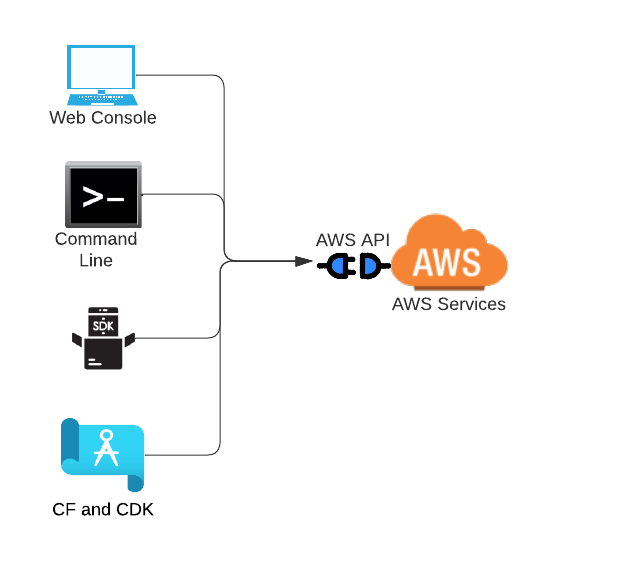 Web Console
>_
Command
Line
SDK
CF and CDK
AWS API
AWS
AWS Services